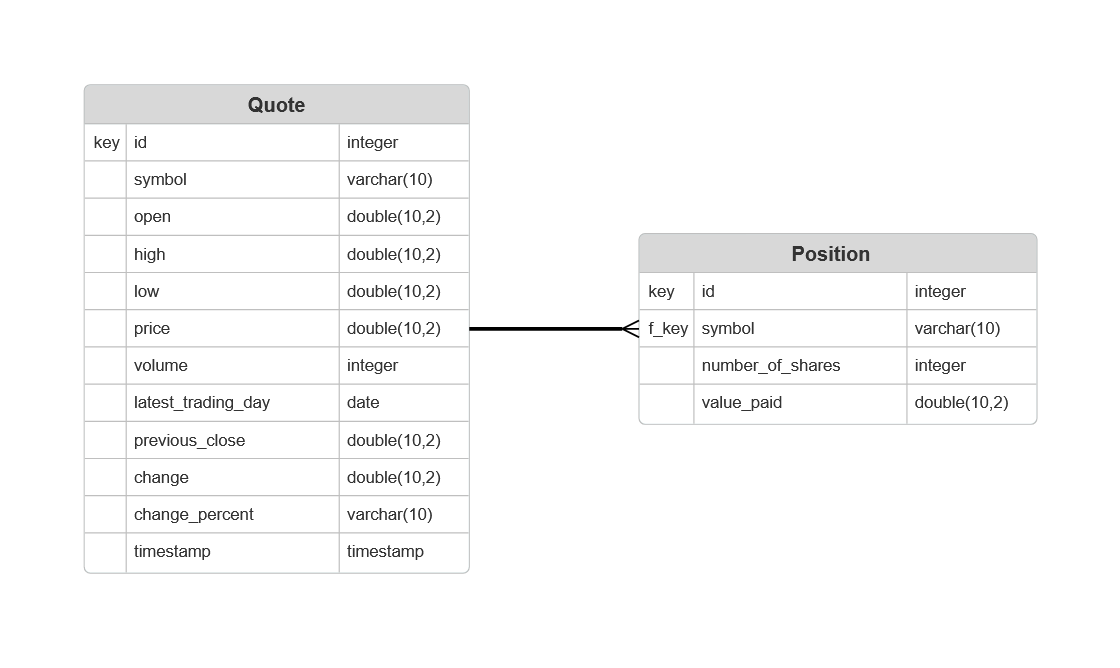 Quote
key id integer
symbol varchar(10)
open double(10,2)
high double(10,2)
low double(10,2)
price double(10,2)
volume integer
latest_trading_day date
previous_close double(10,2)
change double(10,2)
change_percent varchar(10)
timestamp timestamp
Position
key id integer
f_key symbol varchar(10)
number_of_shares integer
value_paid double(10,2)